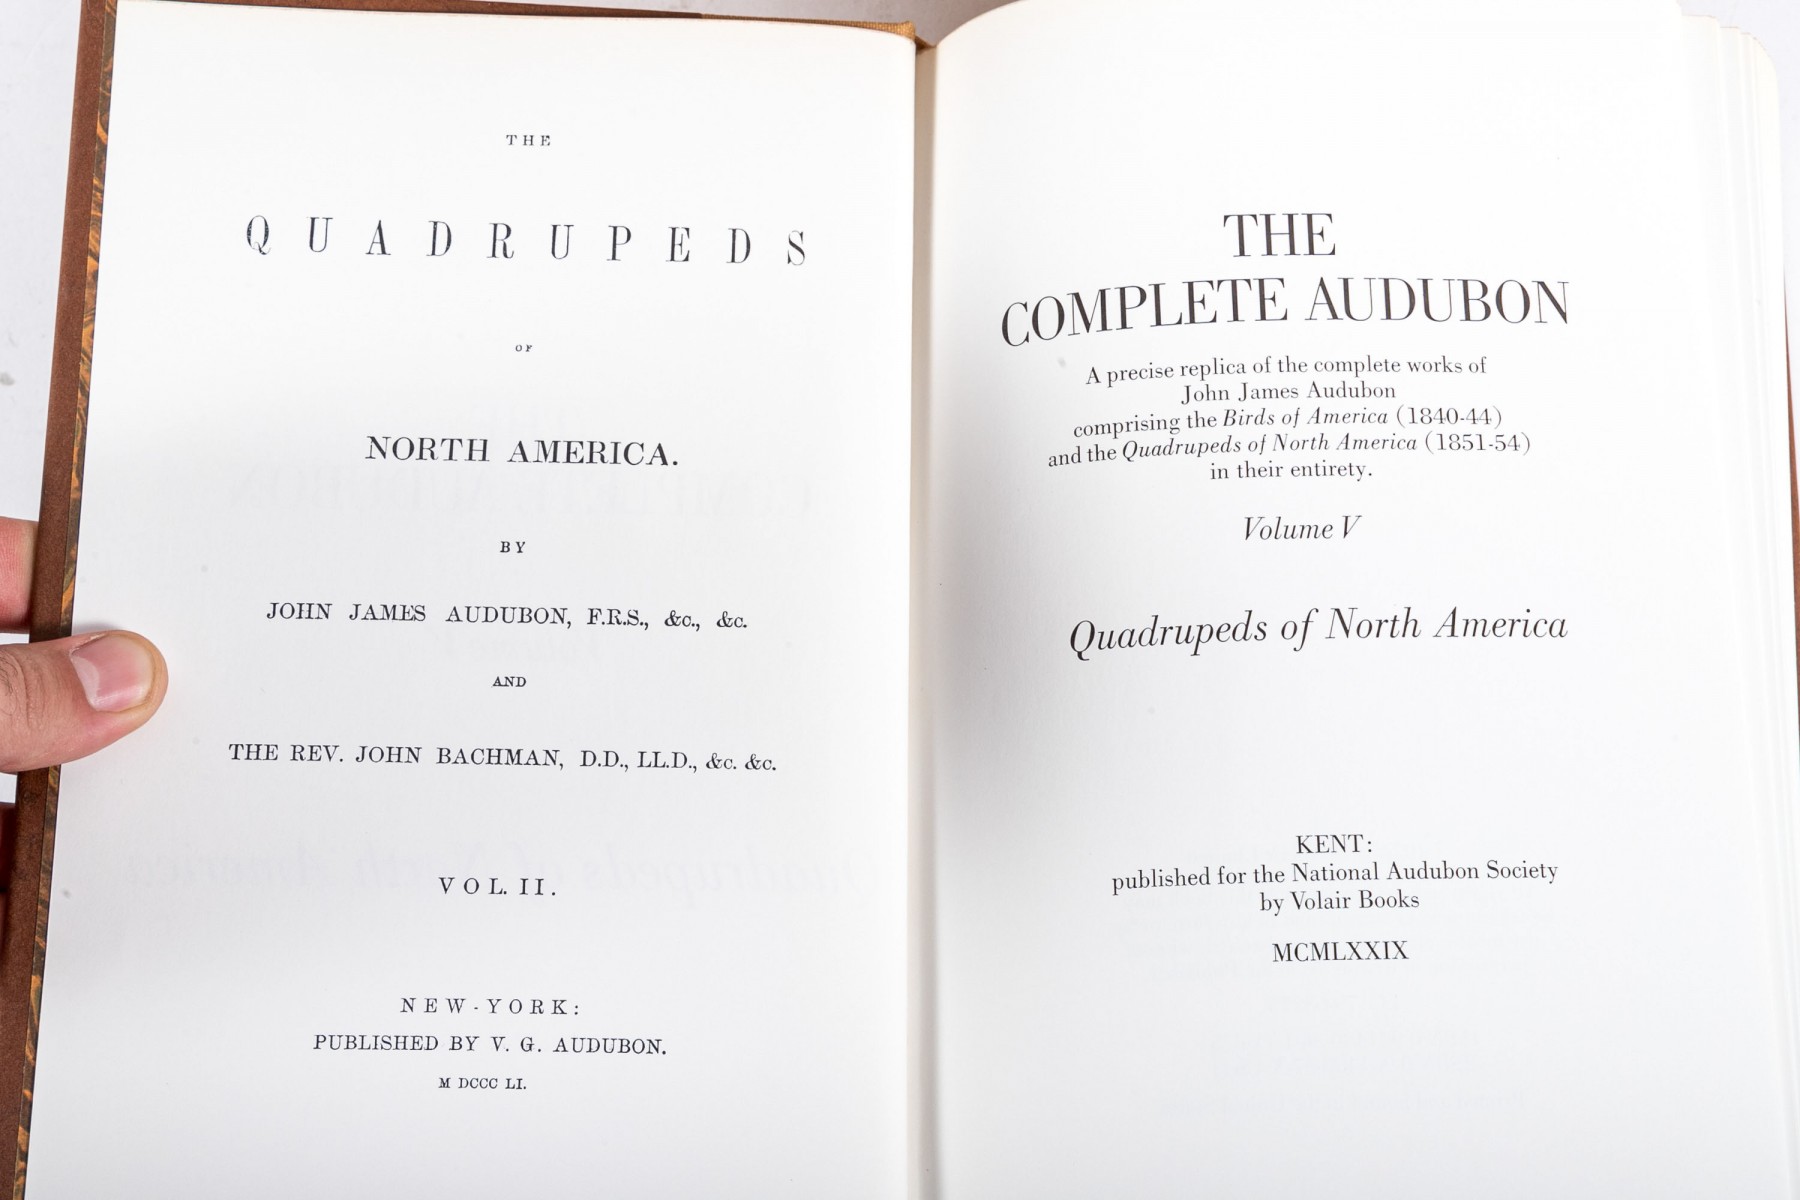 THE
QUADRUPEDS
OF
NORTH AMERICA.
BY
JOHN JAMES AUDUBON, F.R.S., &c., &c.
AND
THE REV. JOHN BACHMAN, D.D., LL.D., &c. &c.
VOL. II.
NEW-YORK:
PUBLISHED BY V. G. AUDUBON.
M DCCC LI.
THE
COMPLETE AUDUBON
A precise replica of the complete works of
John James Audubon
comprising the Birds of America (1840-44)
and the Quadrupeds of North America (1851-54)
in their entirety.
Volume V
Quadrupeds of North America
KENT:
published for the National Audubon Society
by Volair Books
MCMLXXIX